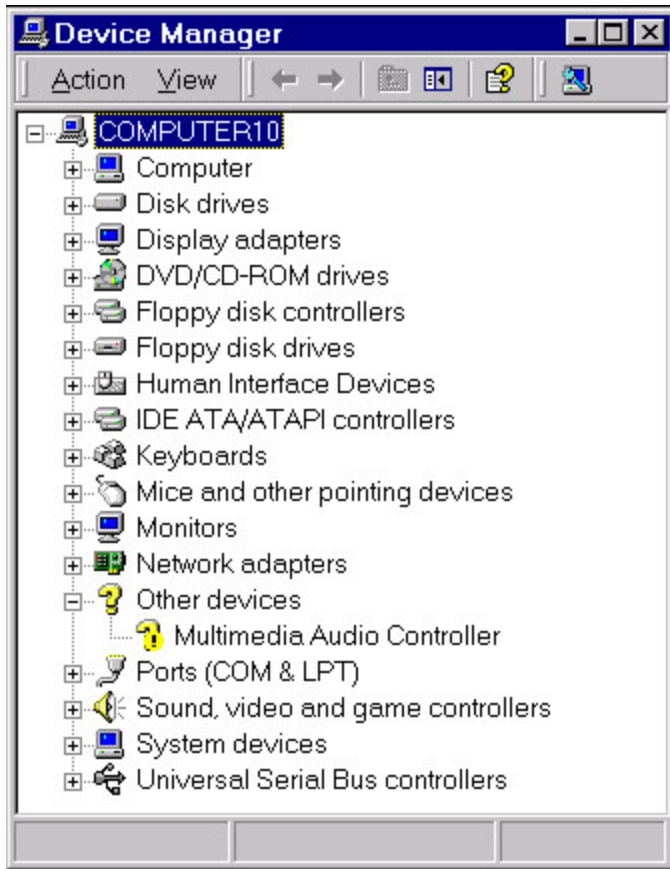 Device Manager
Action View
COMPUTER10
Computer
Disk drives
Display adapters
DVD/CD-ROM drives
Floppy disk controllers
Floppy disk drives
Human Interface Devices
IDE ATA/ATAPI controllers
Keyboards
Mice and other pointing devices
Monitors
Network adapters
Other devices
Multimedia Audio Controller
Ports (COM & LPT)
Sound, video and game controllers
System devices
Universal Serial Bus controllers